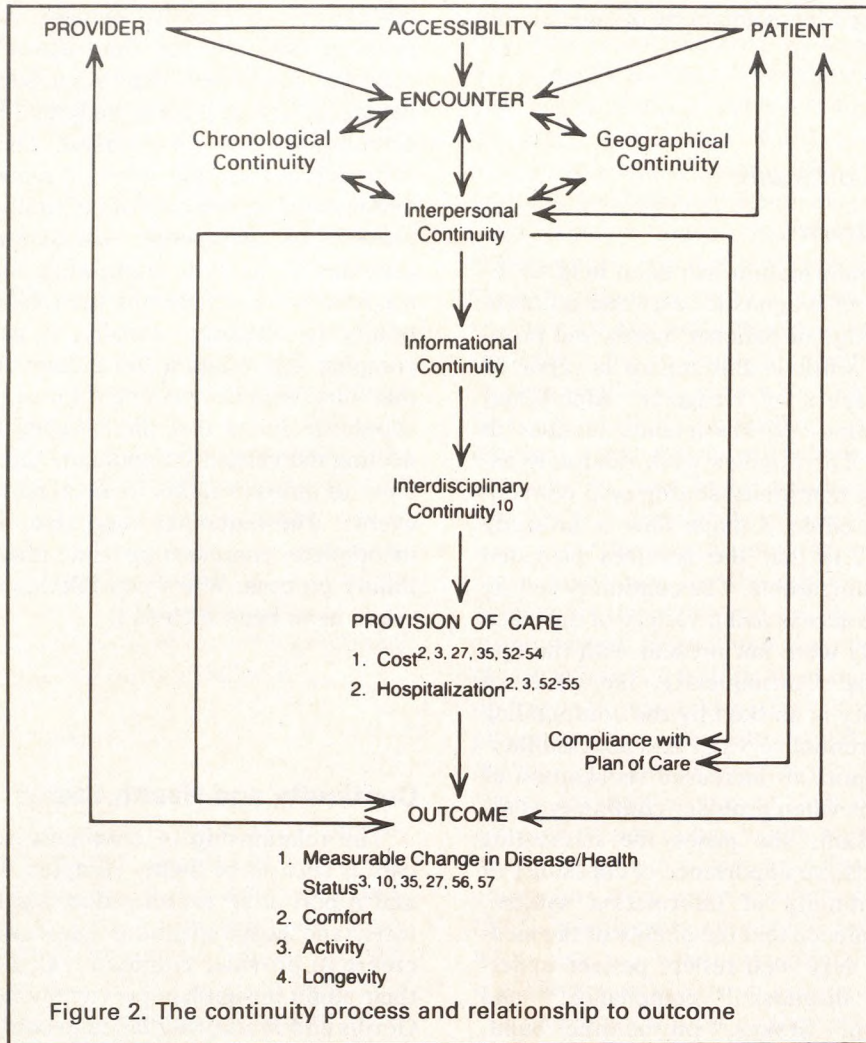 PROVIDER ACCESSIBILITY PATIENT
ENCOUNTER
Chronological
Continuity
Geographical
Continuity
Interpersonal
Continuity
Informational
Continuity
Interdisciplinary
Continuity10
PROVISION OF CARE
1. Cost2, 3, 27, 35, 52-54
2. Hospitalization2, 3, 52-55
Compliance with
Plan of Care
OUTCOME
1. Measurable Change in Disease/Health
Status3, 10, 35, 27, 56, 57
2. Comfort
3. Activity
4. Longevity
Figure 2. The continuity process and relationship to outcome